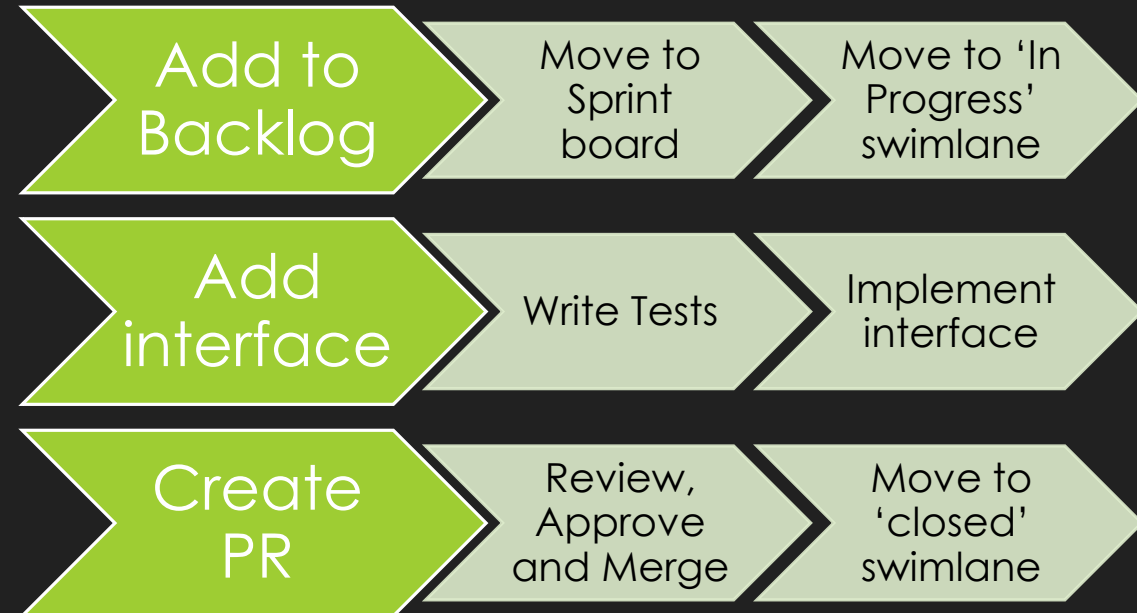 Add to
Backlog
Move to
Sprint
board
Move to ‘In
Progress’
swimlane
Add
interface
Write Tests
Implement
interface
Create
PR
Review,
Approve
and Merge
Move to
‘closed’
swimlane